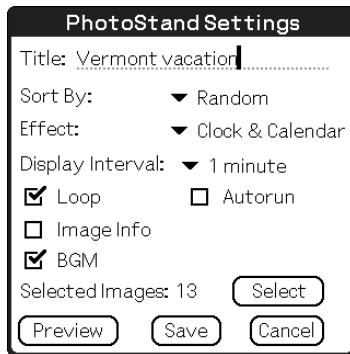 PhotoStand Settings
Title: Vermont vacation
Sort By: Random
Effect: Clock & Calendar
Display Interval: 1 minute
Loop Autorun
Image Info
BGM
Selected Images: 13 Select
Preview Save Cancel